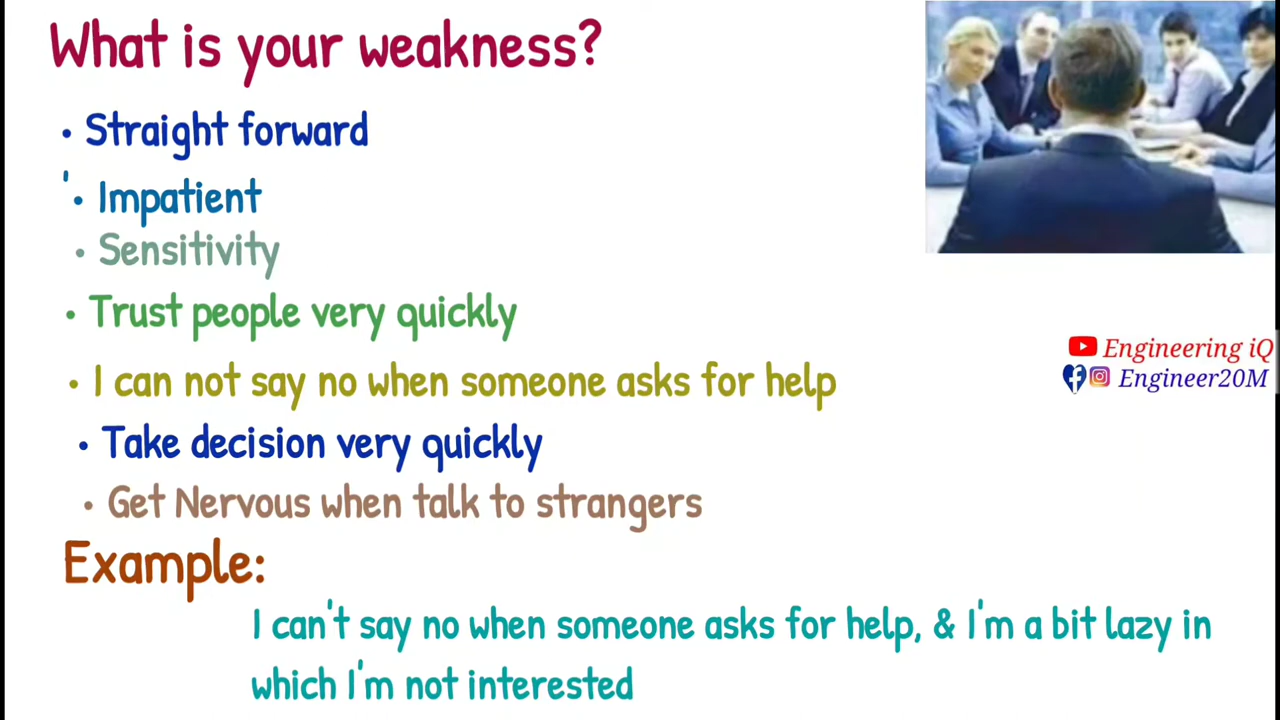 What is your weakness?
• Straight forward
'• Impatient
• Sensitivity
• Trust people very quickly
• I can not say no when someone asks for help
• Take decision very quickly
• Get Nervous when talk to strangers
Example:
I can't say no when someone asks for help, & I'm a bit lazy in
which I'm not interested
Engineering iQ
Engineer20M